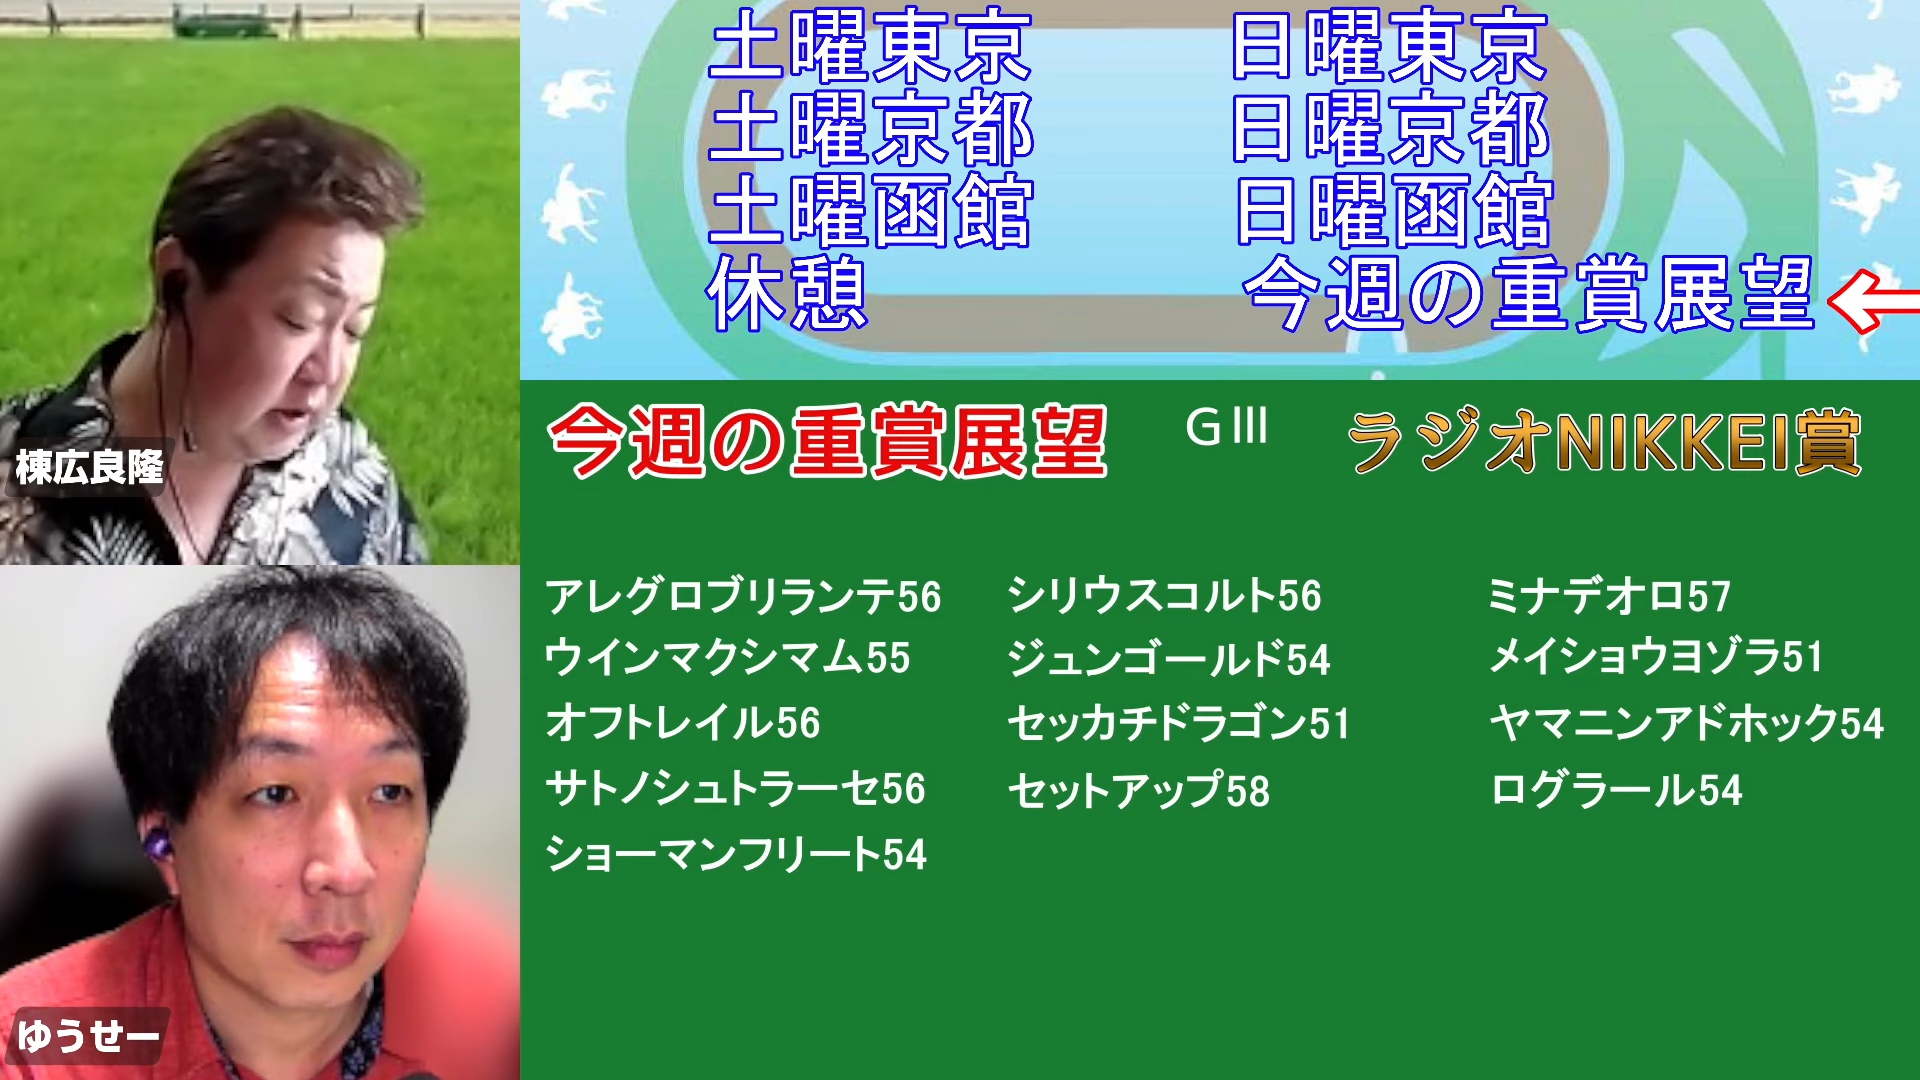 土曜東京
日曜東京
土曜京都
日曜京都
土曜函館
日曜函館
休憩
今週の重賞展望
今週の重賞展望
GⅢ
ラジオNIKKEI賞
棟広良隆
アレグロブリランテ56
シリウスコルト56
ミナデオロ57
ウインマクシマム55
ジュンゴールド54
メイショウヨゾラ51
オフトレイル56
セッカチドラゴン51
ヤマニンアドホック54
サトノシュトラーセ56
セットアップ58
ログラール54
ショーマンフリート54
ゆうせー